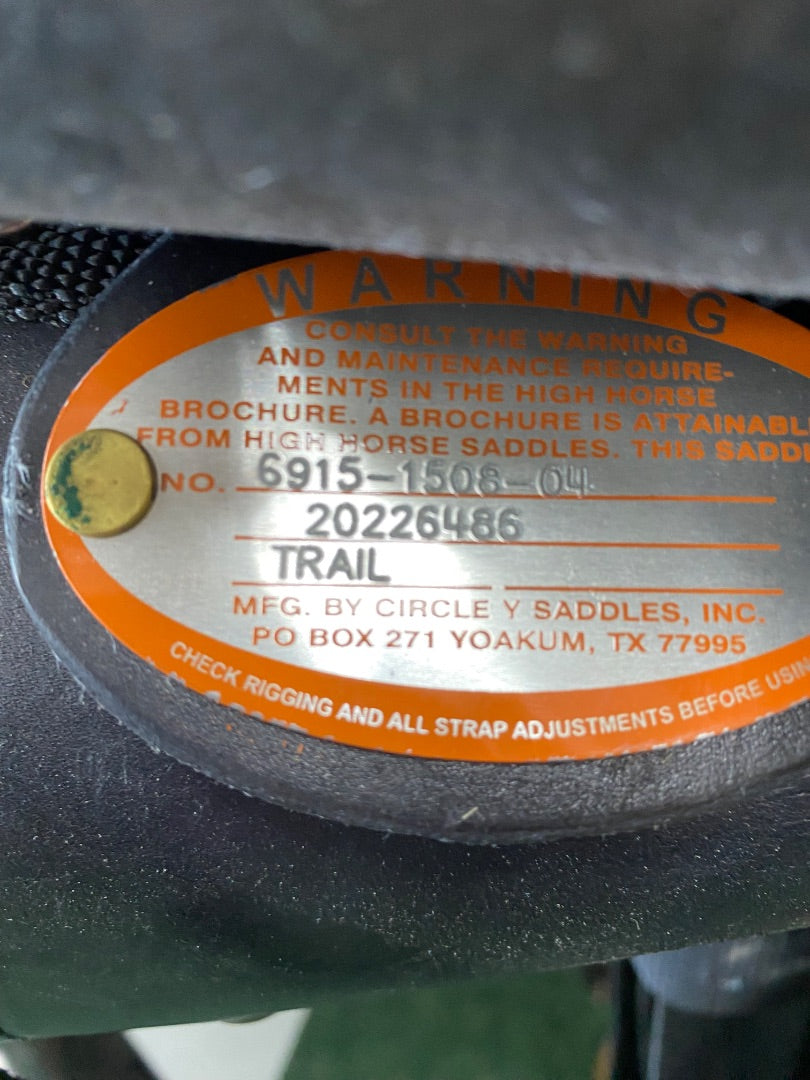 WARNING
CONSULT THE WARNING
AND MAINTENANCE REQUIRE-
MENTS IN THE HIGH HORSE
BROCHURE. A BROCHURE IS ATTAINABL
FROM HIGH HORSE SADDLES. THIS SADD
NO. 6915-1508-04
20226486
TRAIL
MFG. BY CIRCLE Y SADDLES, INC.
PO BOX 271 YOAKUM, TX 77995
CHECK RIGGING AND ALL STRAP ADJUSTMENTS BEFORE USIN